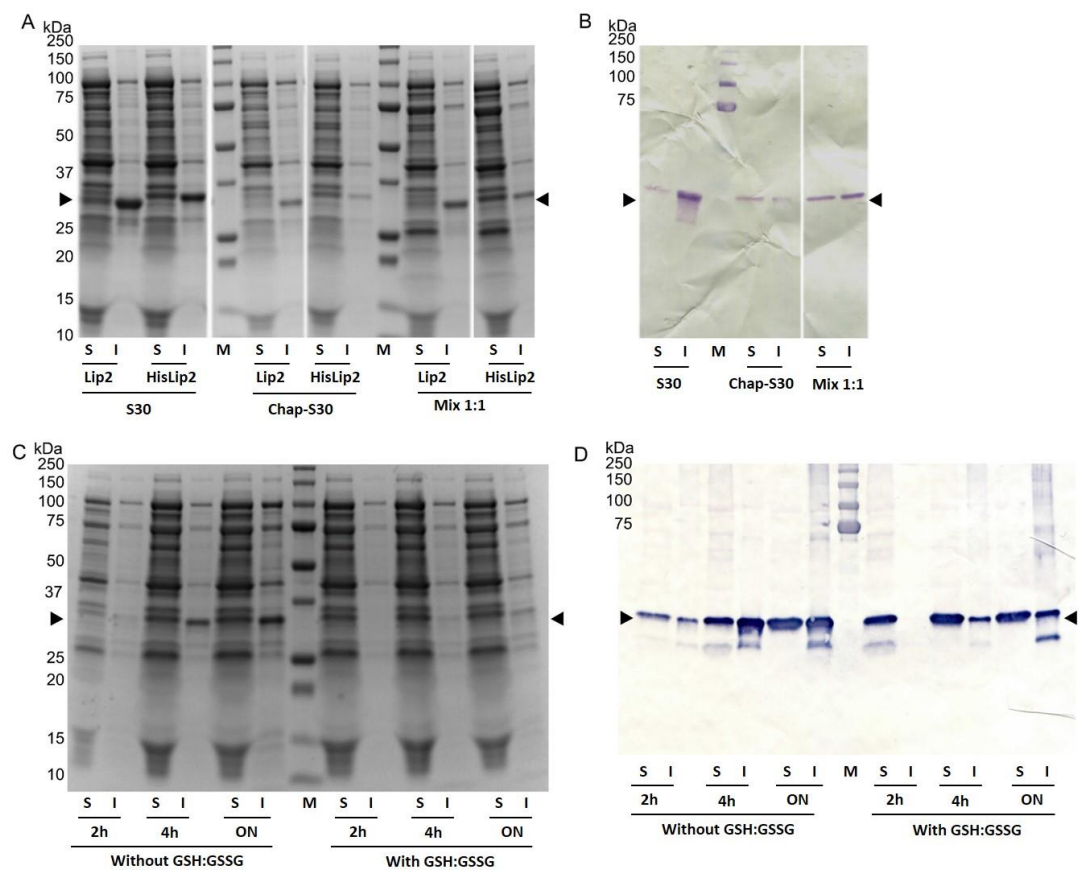 A
kDa
250
150
100
75
50
37
25
20
15
10
S I S I M S I S I M S I S I
Lip2 HisLip2 Lip2 HisLip2 Lip2 HisLip2
S30 Chap-S30 Mix 1:1
B
kDa
250
150
100
75
S I M S I S I
S30 Chap-S30 Mix 1:1
C
kDa
250
150
100
75
50
37
25
20
15
10
S I S I S I M S I S I S I
2h 4h ON 2h 4h ON
Without GSH:GSSG With GSH:GSSG
D
kDa
250
150
100
75
S I S I S I M S I S I S I
2h 4h ON 2h 4h ON
Without GSH:GSSG With GSH:GSSG